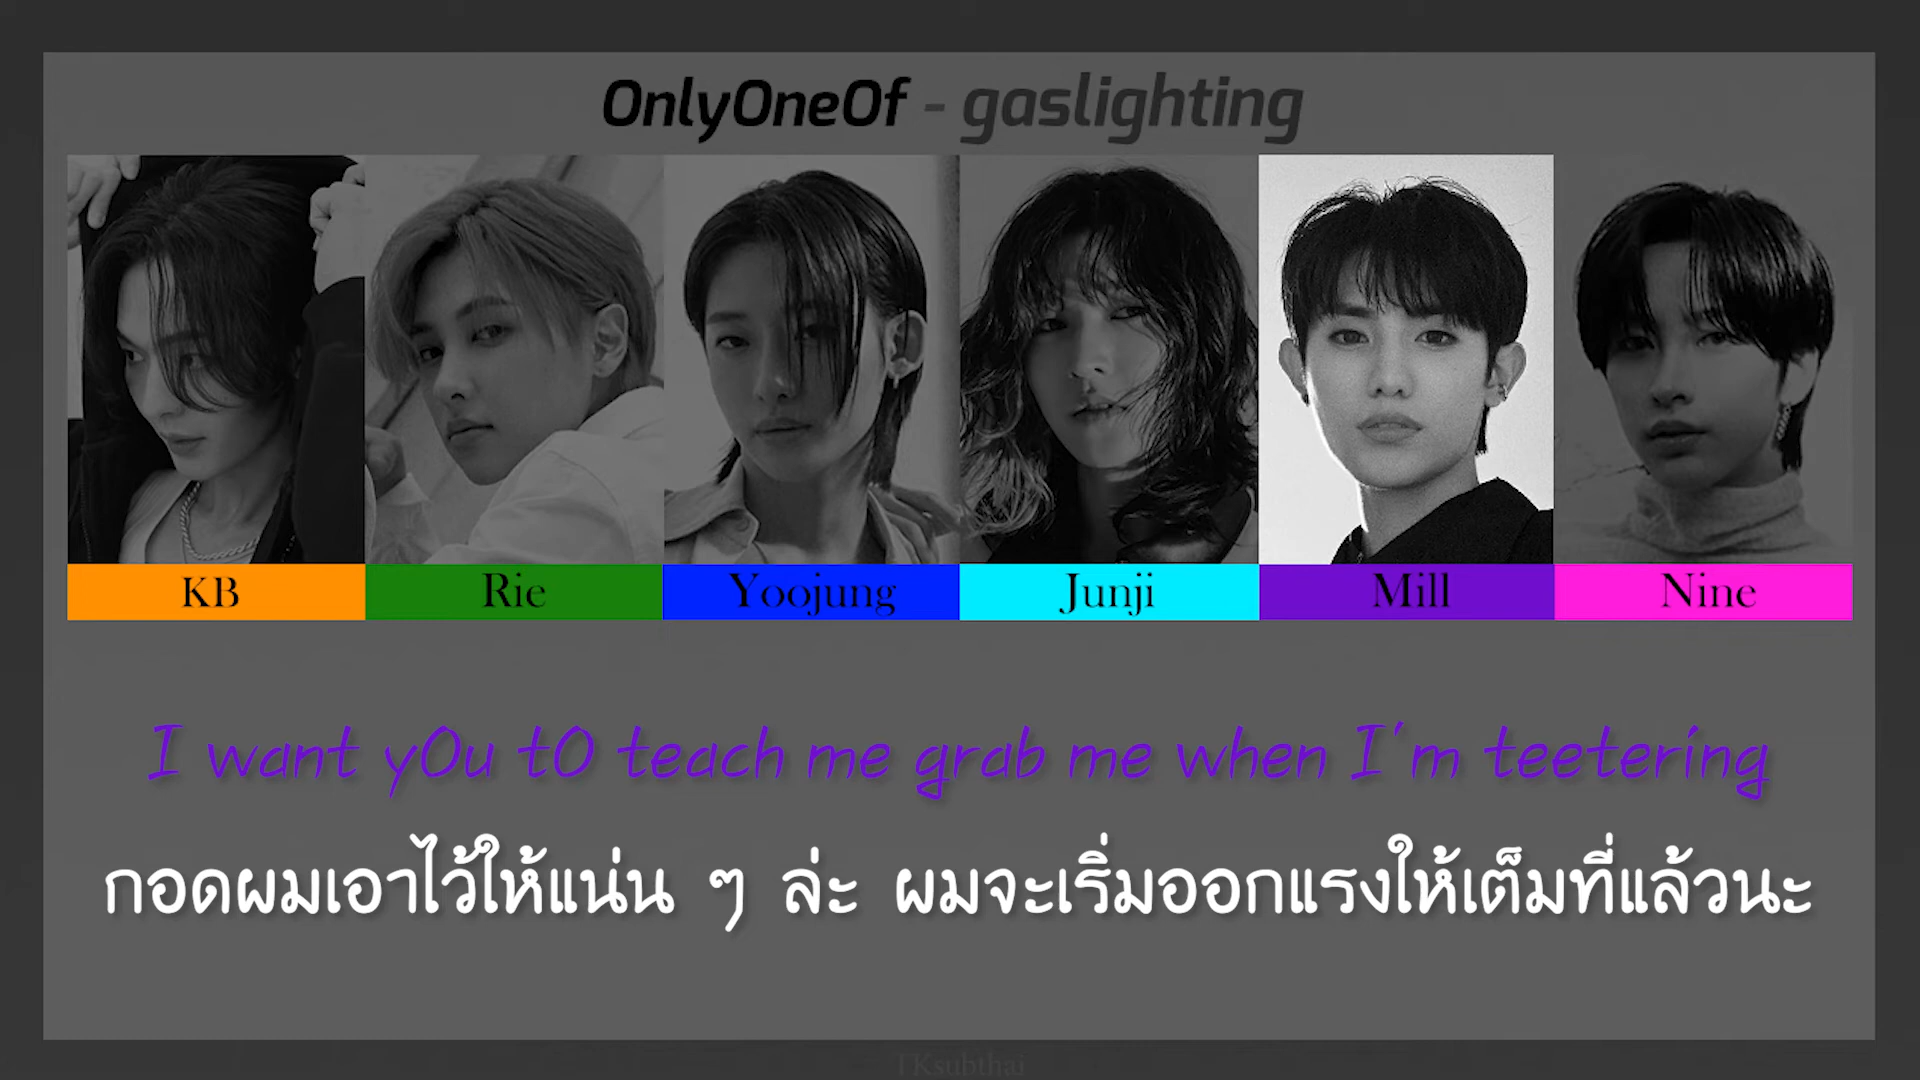 OnlyOneOf - gaslighting
KB Rie Yoojung Junji Mill Nine
I want yOu tO teach me grab me when I'm teetering
กอดผมเอาไว้ให้แน่น ๆ ล่ะ ผมจะเริ่มออกแรงให้เต็มที่แล้วนะ
TKsubthai